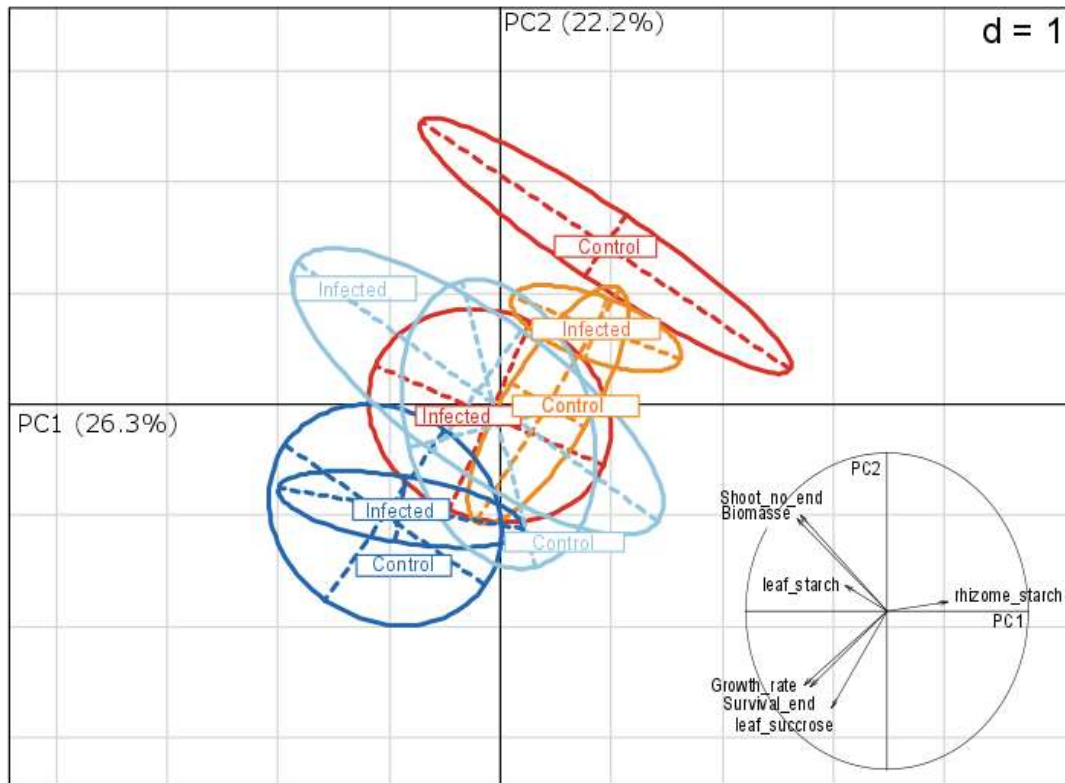 PC2 (22.2%)
d = 1
Control
Infected
Infected
Control
PC1 (26.3%)
Infected
Infected
Control
Control
PC2
Shoot_no_end
Biomasse
leaf_starch
rhizome_starch
PC1
Growth_rate
Survival_end
leaf_succrose